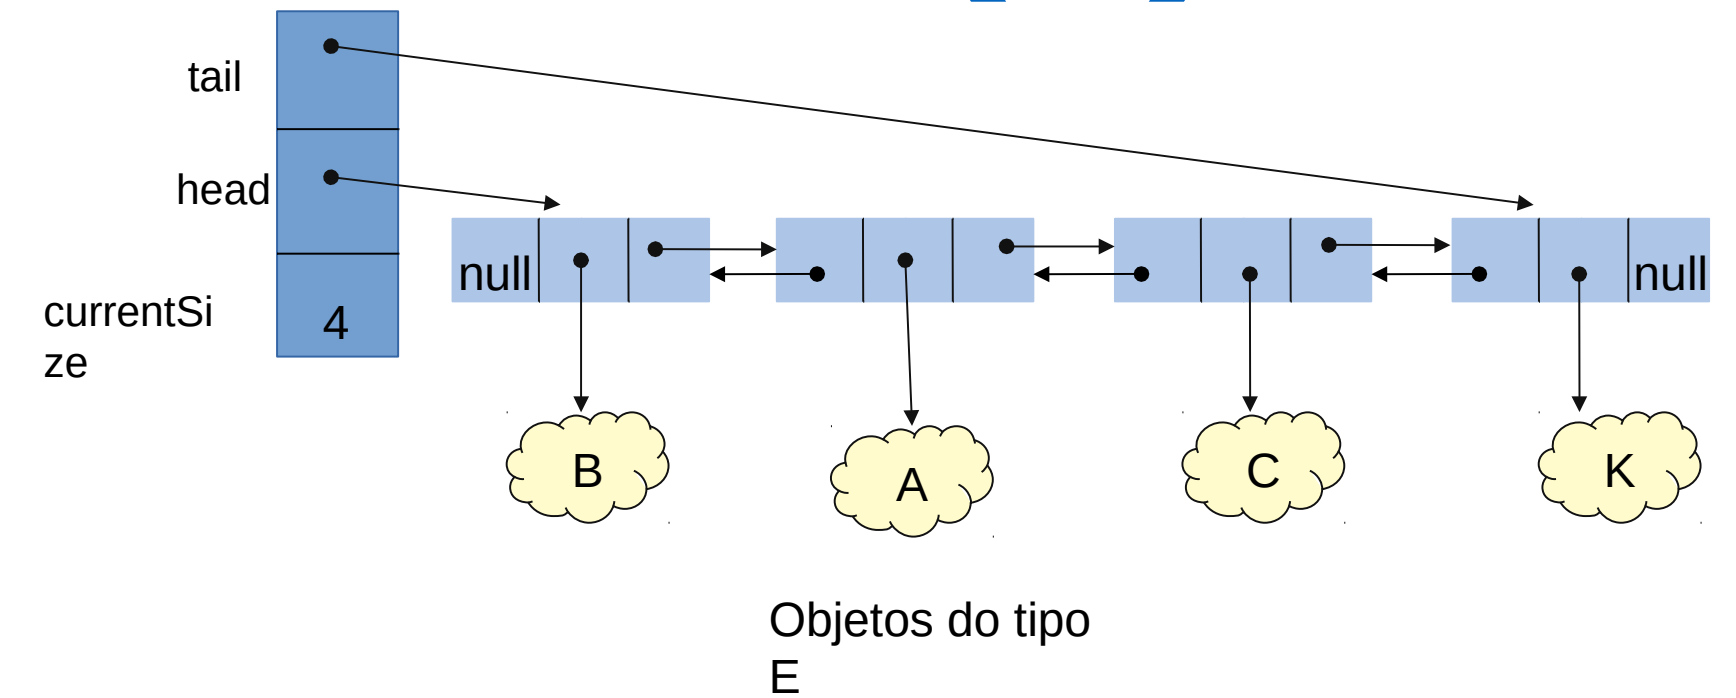 tail
head
null
null
currentSi
ze
4
B
A
C
K
Objetos do tipo
E